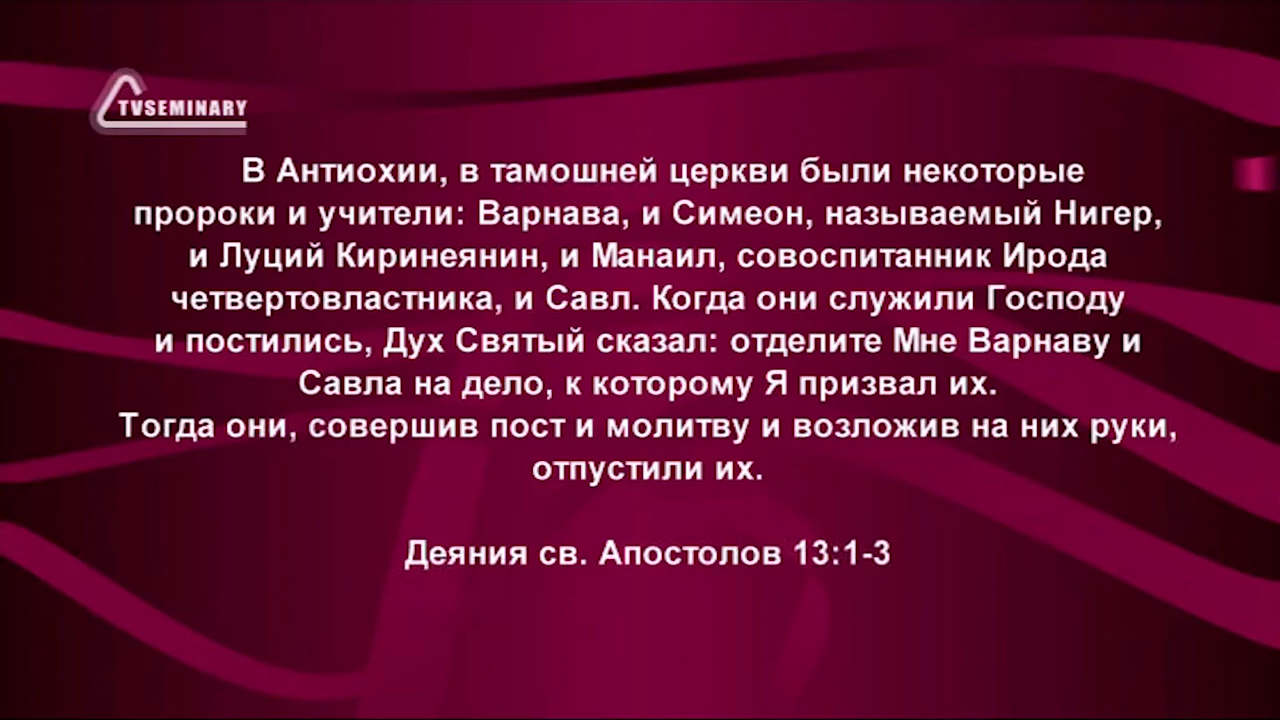 TVSEMINARY
В Антиохии, в тамошней церкви были некоторые
пророки и учители: Варнава, и Симеон, называемый Нигер,
и Луций Киринеянин, и Манаил, совоспитанник Ирода
четвертовластника, и Савл. Когда они служили Господу
и постились, Дух Святый сказал: отделите Мне Варнаву и
Савла на дело, к которому Я призвал их.
Тогда они, совершив пост и молитву и возложив на них руки,
отпустили их.
Деяния св. Апостолов 13:1-3